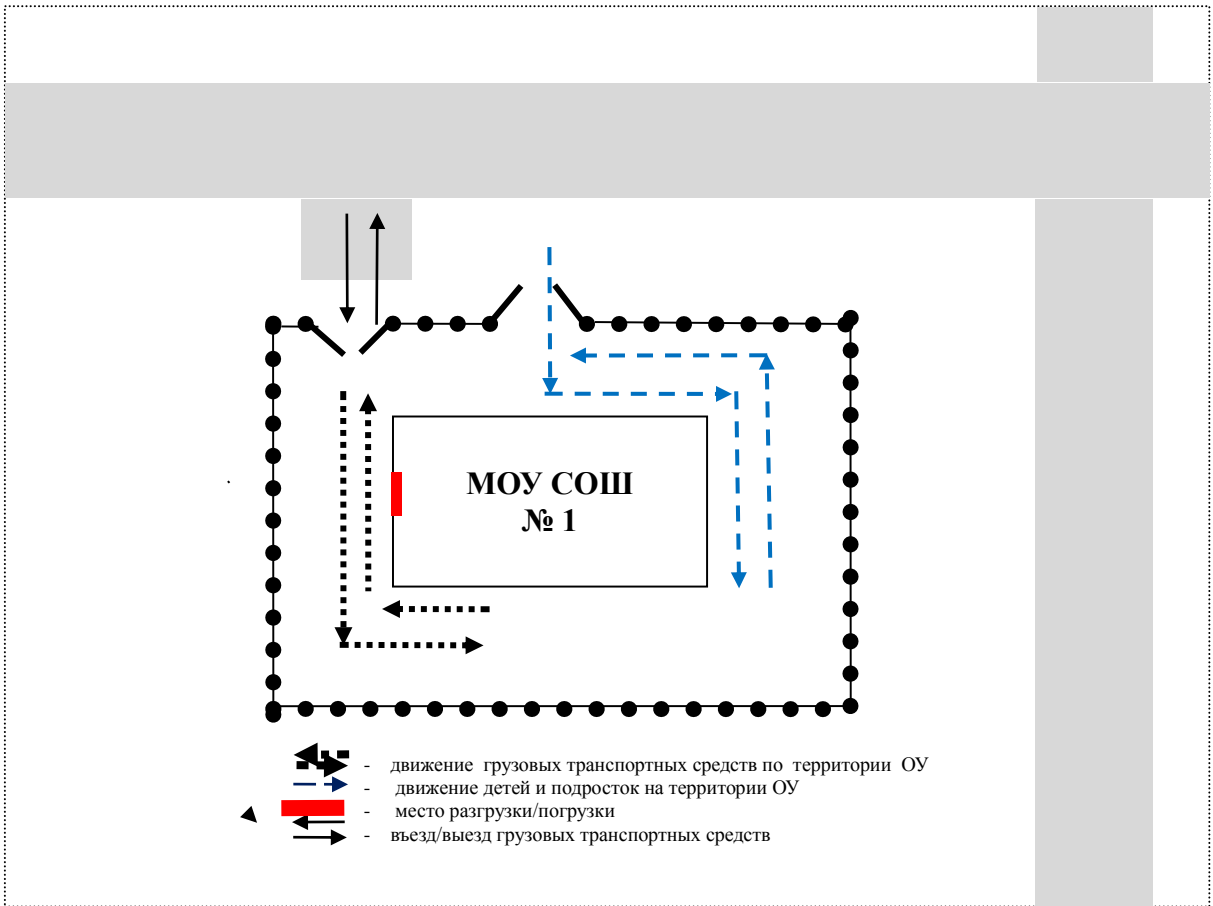 МОУ СОШ
№ 1
- движение грузовых транспортных средств по территории ОУ
- движение детей и подросток на территории ОУ
- место разгрузки/погрузки
- въезд/выезд грузовых транспортных средств